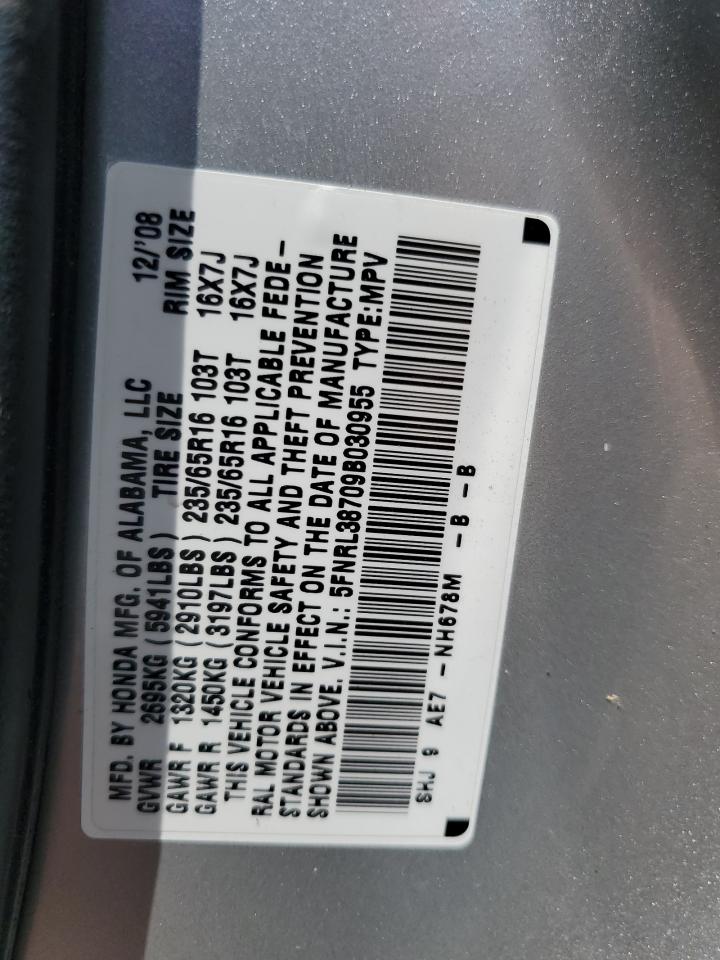 MFD. BY HONDA MFG. OF ALABAMA, LLC 12/'08
GVWR 2695KG (5941LBS) TIRE SIZE RIM SIZE
GAWR F 1320KG (2910LBS) 235/65R16 103T 16X7J
GAWR R 1450KG (3197LBS) 235/65R16 103T 16X7J
THIS VEHICLE CONFORMS TO ALL APPLICABLE FEDE-
RAL MOTOR VEHICLE SAFETY AND THEFT PREVENTION
STANDARDS IN EFFECT ON THE DATE OF MANUFACTURE
SHOWN ABOVE. V.I.N.: 5FNRL38709B030955 TYPE:MPV
SHJ 9 AE7 - NH678M - B - B